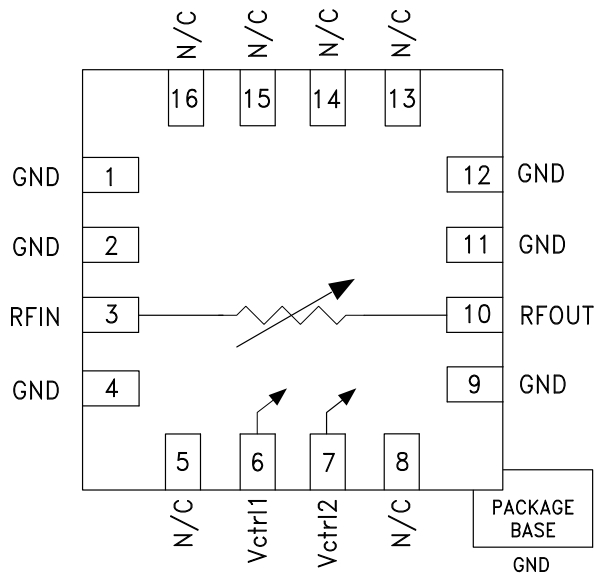 N/C N/C N/C N/C
16 15 14 13
GND 1 12 GND
GND 2 11 GND
RFIN 3 10 RFOUT
GND 4 9 GND
5 6 7 8
N/C Vctrl1 Vctrl2 N/C
PACKAGE
BASE
GND